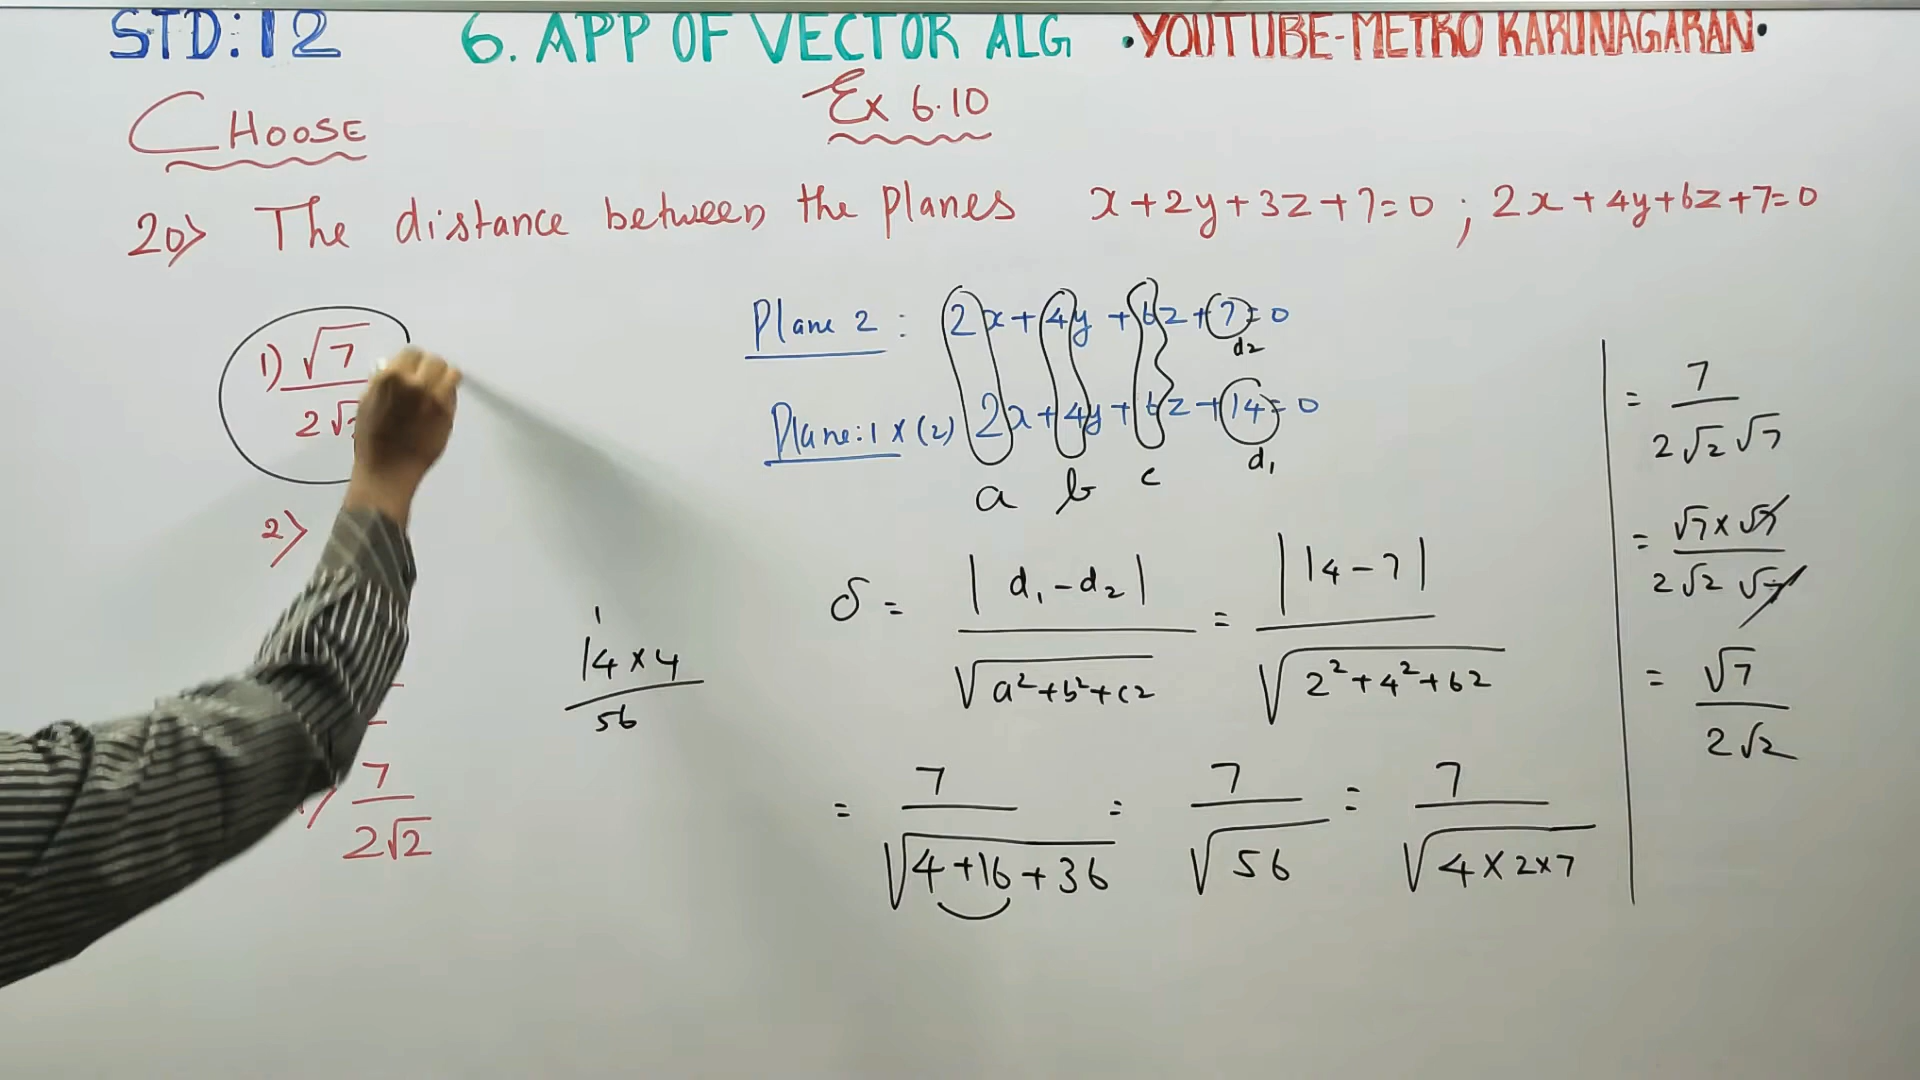 STD:12 6. APP OF VECTOR ALG •YOUTUBE-METRO KARUNAGARAN•
CHOOSE Ex 6.10
20> The distance between the planes x+2y+3z+7=0 ; 2x+4y+6z+7=0
1) √7
2√
2>
7
2√2
Plane 2 : 2x+4y+6z+7=0
d2
Plane:1×(2) 2x+4y+6z+14=0
a b c d₁
1
14×4
56
δ = |d₁-d₂| / √a²+b²+c2 = |14-7| / √2²+4²+62
= 7 / √4+16+36 = 7 / √56 = 7 / √4×2×7
= 7 / 2√2√7
= √7×√7 / 2√2√7
= √7 / 2√2